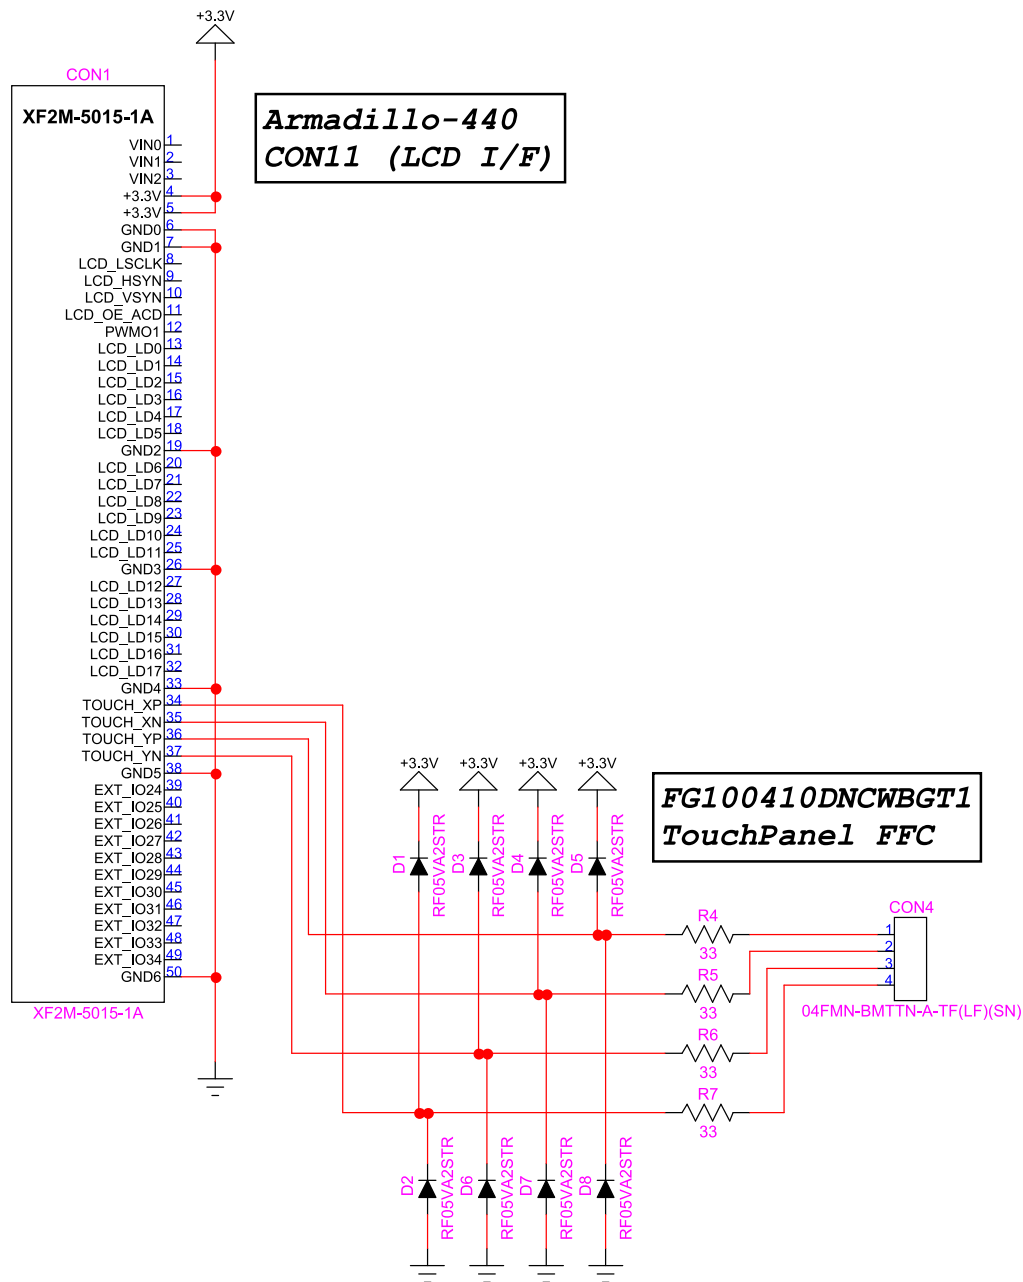 +3.3V
CON1
XF2M-5015-1A
Armadillo-440
CON11 (LCD I/F)
VIN0 1
VIN1 2
VIN2 3
+3.3V 4
+3.3V 5
GND0 6
GND1 7
LCD_LSCLK 8
LCD_HSYN 9
LCD_VSYN 10
LCD_OE_ACD 11
PWMO1 12
LCD_LD0 13
LCD_LD1 14
LCD_LD2 15
LCD_LD3 16
LCD_LD4 17
LCD_LD5 18
GND2 19
LCD_LD6 20
LCD_LD7 21
LCD_LD8 22
LCD_LD9 23
LCD_LD10 24
LCD_LD11 25
GND3 26
LCD_LD12 27
LCD_LD13 28
LCD_LD14 29
LCD_LD15 30
LCD_LD16 31
LCD_LD17 32
GND4 33
TOUCH_XP 34
TOUCH_XN 35
TOUCH_YP 36
TOUCH_YN 37
GND5 38
EXT_IO24 39
EXT_IO25 40
EXT_IO26 41
EXT_IO27 42
EXT_IO28 43
EXT_IO29 44
EXT_IO30 45
EXT_IO31 46
EXT_IO32 47
EXT_IO33 48
EXT_IO34 49
GND6 50
XF2M-5015-1A
+3.3V +3.3V +3.3V +3.3V
D1 RF05VA2STR
D3 RF05VA2STR
D4 RF05VA2STR
D5 RF05VA2STR
FG100410DNCWBGT1
TouchPanel FFC
R4
33
R5
33
R6
33
R7
33
CON4
1
2
3
4
04FMN-BMTTN-A-TF(LF)(SN)
D2 RF05VA2STR
D6 RF05VA2STR
D7 RF05VA2STR
D8 RF05VA2STR